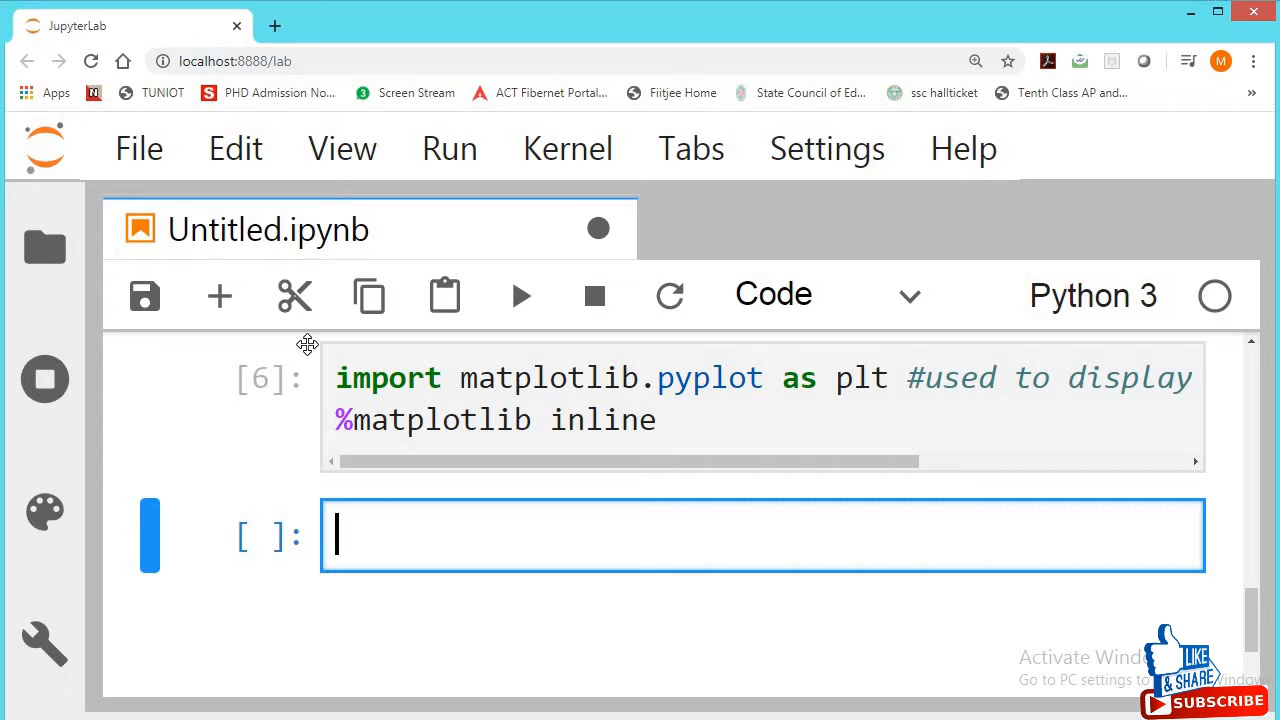 JupyterLab
localhost:8888/lab
M
Apps
TUNIOT
PHD Admission No...
Screen Stream
ACT Fibernet Portal...
Fiitjee Home
State Council of Ed...
ssc hallticket
Tenth Class AP and...
File Edit View Run Kernel Tabs Settings Help
Untitled.ipynb
Code
Python 3
[6]: import matplotlib.pyplot as plt #used to display
%matplotlib inline
[ ]:
Activate Windo
Go to PC settings to Windows
LIKE
& SHARE
SUBSCRIBE